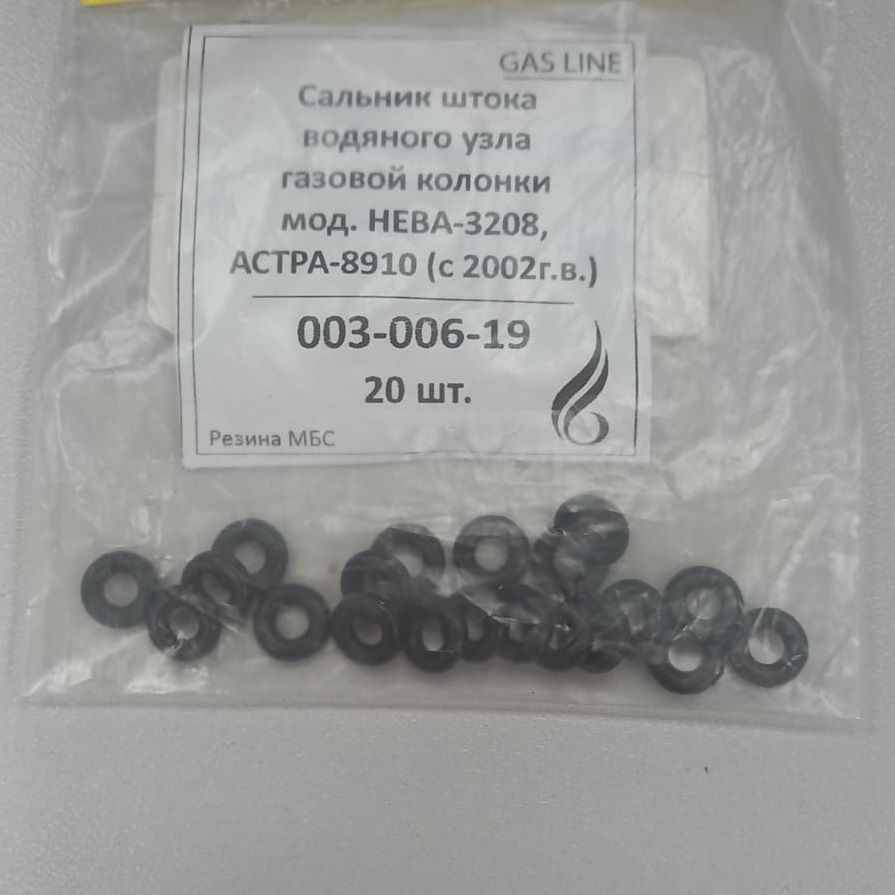 GAS LINE
Сальник штока
водяного узла
газовой колонки
мод. НЕВА-3208,
АСТРА-8910 (с 2002г.в.)
003-006-19
20 шт.
Резина МБС